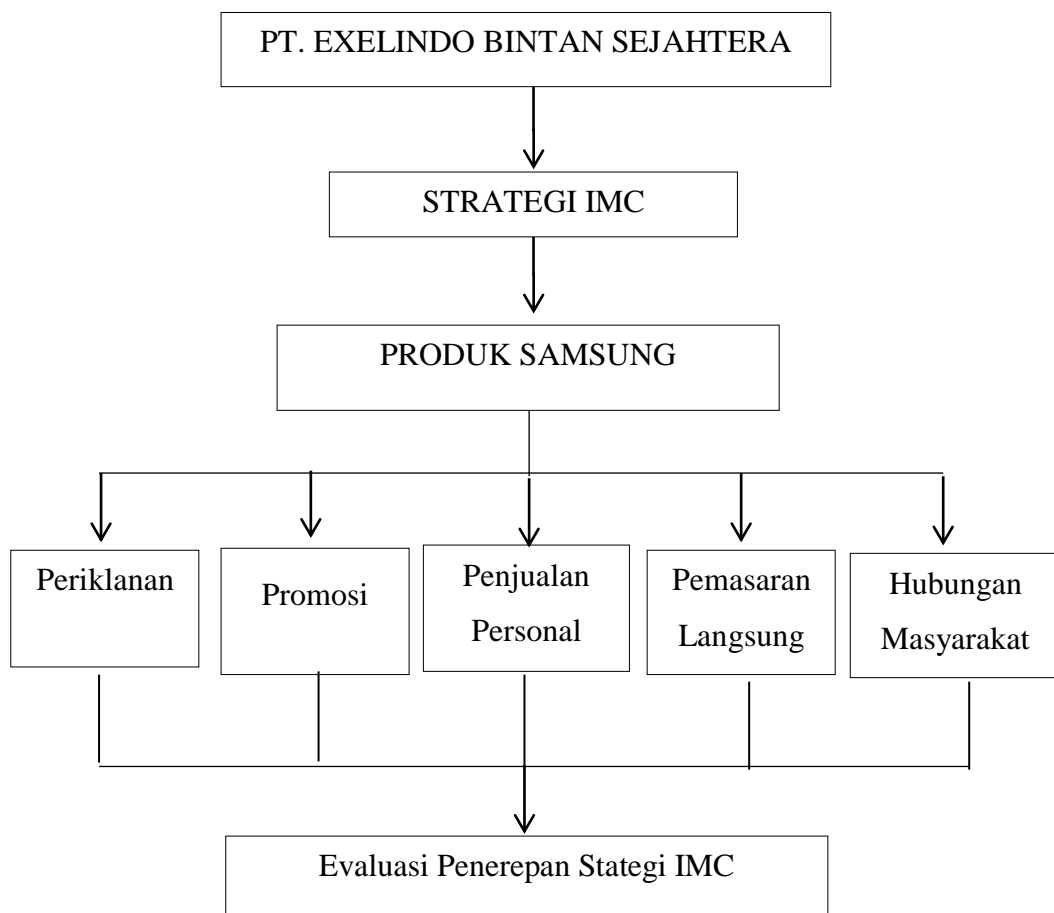 PT. EXELINDO BINTAN SEJAHTERA
STRATEGI IMC
PRODUK SAMSUNG
Periklanan
Promosi
Penjualan
Personal
Pemasaran
Langsung
Hubungan
Masyarakat
Evaluasi Penerepan Stategi IMC